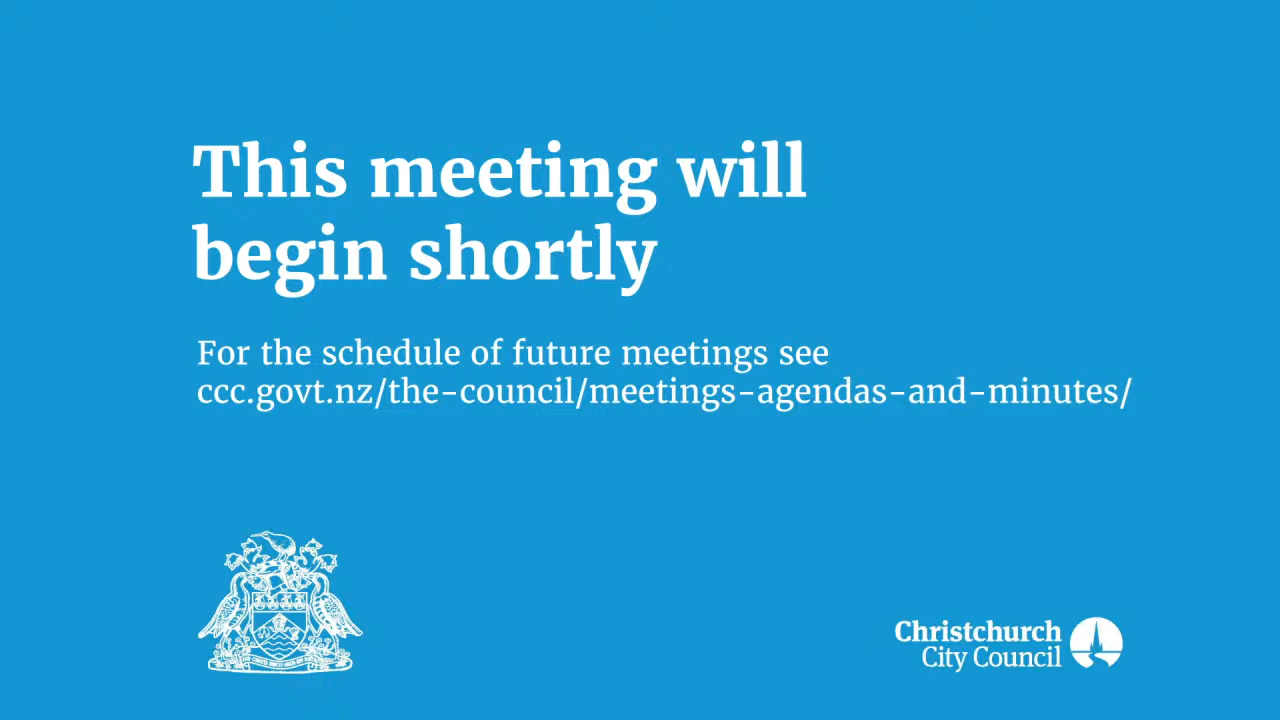 This meeting will
begin shortly
For the schedule of future meetings see
ccc.govt.nz/the-council/meetings-agendas-and-minutes/
Christchurch
City Council